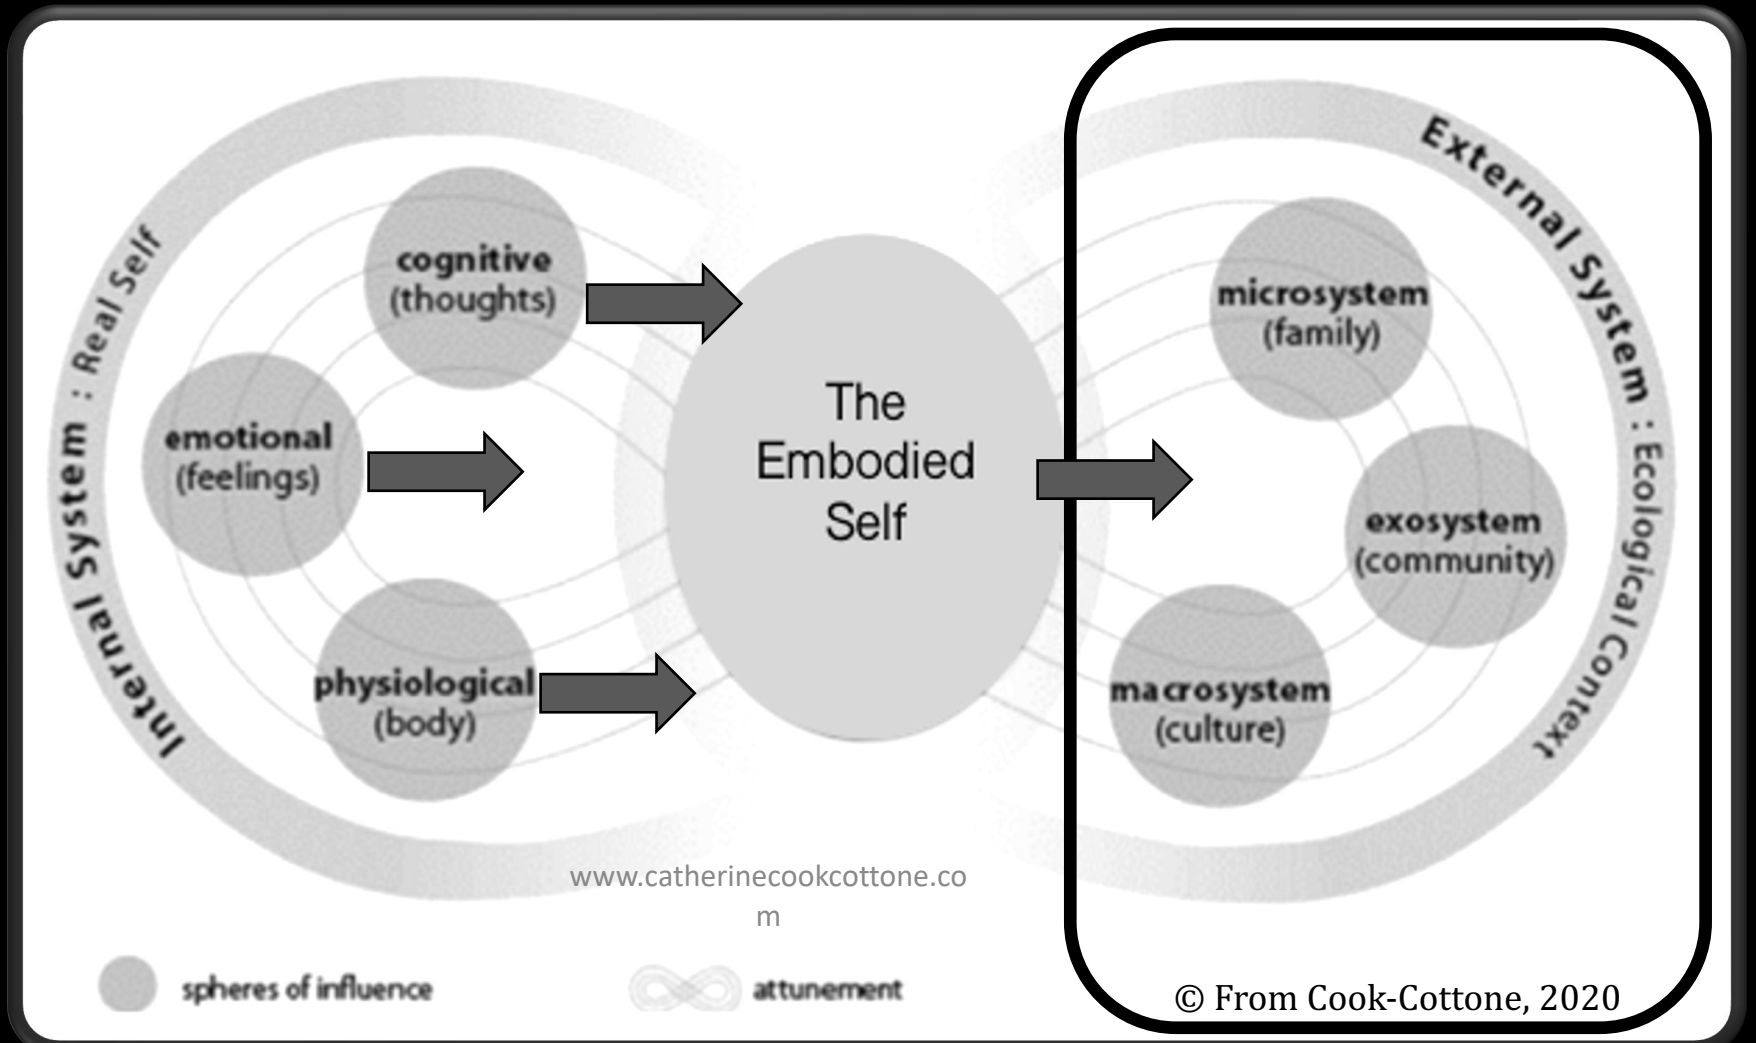 Internal System : Real Self
cognitive
(thoughts)
emotional
(feelings)
physiological
(body)
The
Embodied
Self
External System : Ecological Context
microsystem
(family)
exosystem
(community)
macrosystem
(culture)
www.catherinecookcottone.co
m
spheres of influence
attunement
© From Cook-Cottone, 2020